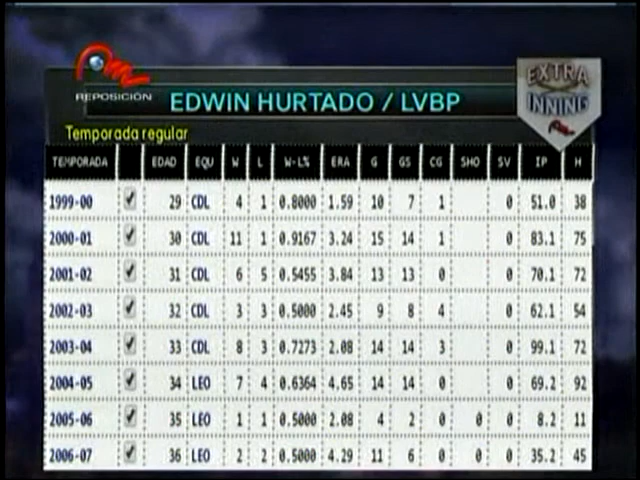 REPOSICIÓN
EDWIN HURTADO / LVBP
EXTRA
INNING
Temporada regular
TEMPORADA EDAD EQU W L W-L% ERA G GS CG SHO SV IP H
1999-00 ✓ 29 CDL 4 1 0.8000 1.59 10 7 1 0 51.0 38
2000-01 ✓ 30 CDL 11 1 0.9167 3.24 15 14 1 0 83.1 75
2001-02 ✓ 31 CDL 6 5 0.5455 3.84 13 13 0 0 70.1 72
2002-03 ✓ 32 CDL 3 3 0.5000 2.45 9 8 4 0 62.1 54
2003-04 ✓ 33 CDL 8 3 0.7273 2.08 14 14 3 0 99.1 72
2004-05 ✓ 34 LEO 7 4 0.6364 4.65 14 14 0 0 69.2 92
2005-06 ✓ 35 LEO 1 1 0.5000 2.08 4 2 0 0 0 8.2 11
2006-07 ✓ 36 LEO 2 2 0.5000 4.29 11 6 0 0 0 35.2 45